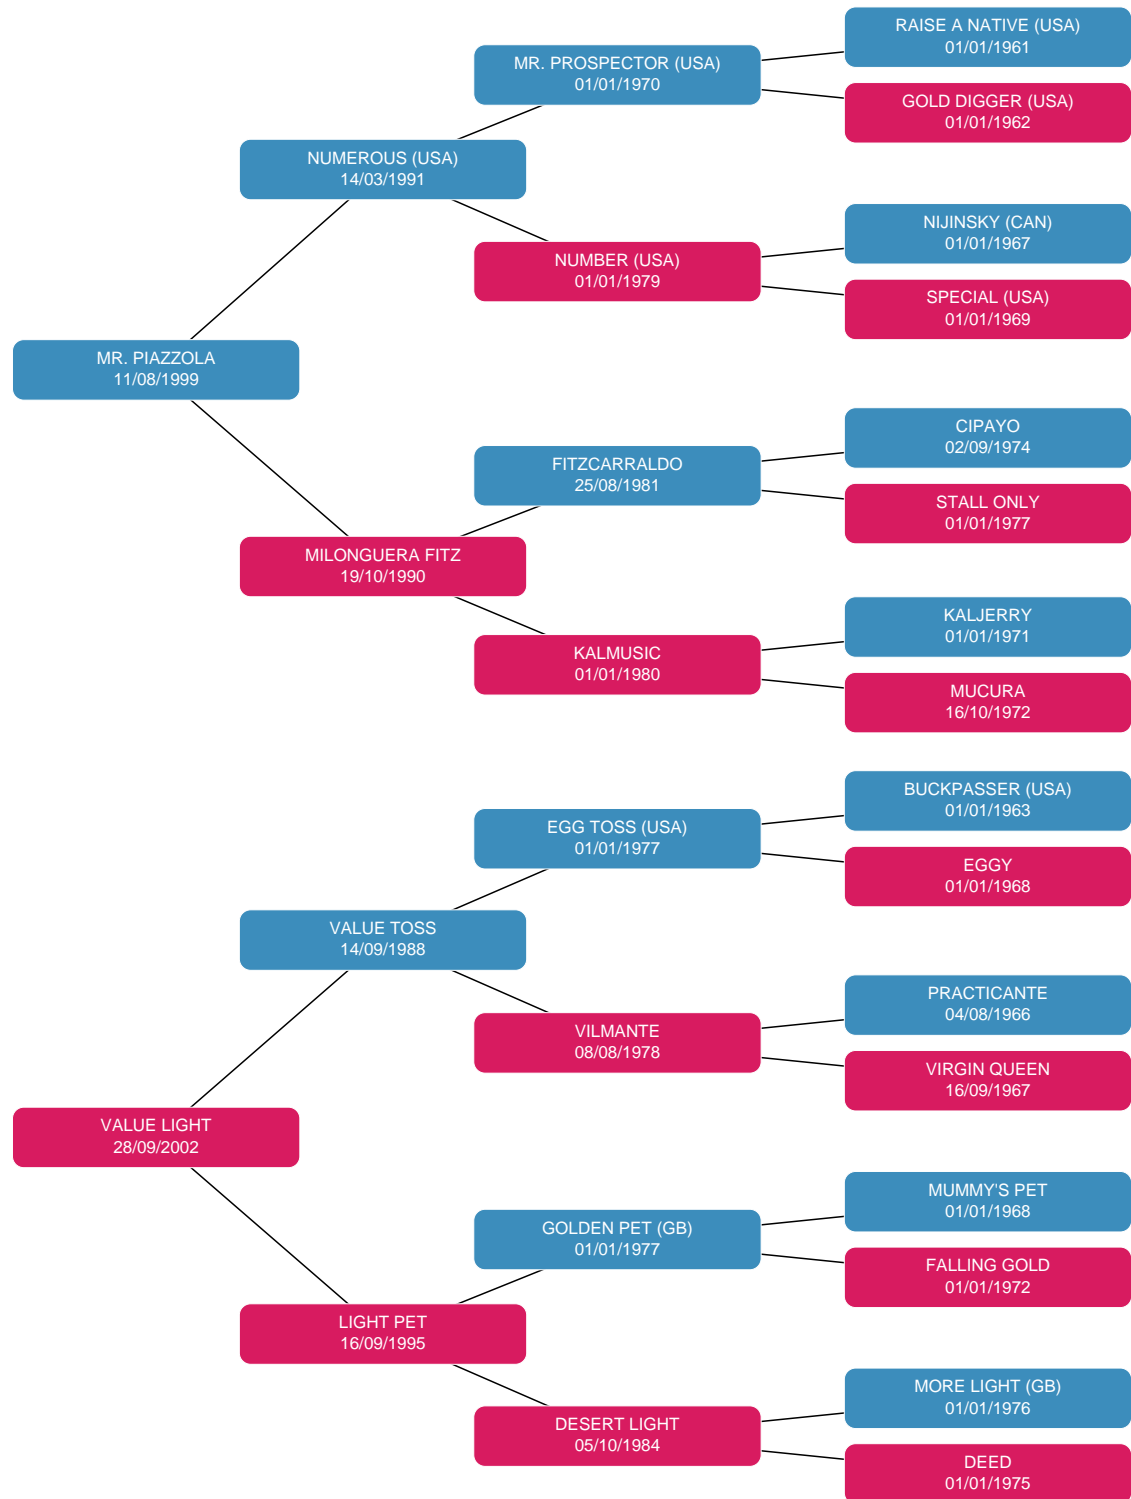 RAISE A NATIVE (USA)
01/01/1961
MR. PROSPECTOR (USA)
01/01/1970
GOLD DIGGER (USA)
01/01/1962
NUMEROUS (USA)
14/03/1991
NIJINSKY (CAN)
01/01/1967
NUMBER (USA)
01/01/1979
SPECIAL (USA)
01/01/1969
MR. PIAZZOLA
11/08/1999
CIPAYO
02/09/1974
FITZCARRALDO
25/08/1981
STALL ONLY
01/01/1977
MILONGUERA FITZ
19/10/1990
KALJERRY
01/01/1971
KALMUSIC
01/01/1980
MUCURA
16/10/1972
BUCKPASSER (USA)
01/01/1963
EGG TOSS (USA)
01/01/1977
EGGY
01/01/1968
VALUE TOSS
14/09/1988
PRACTICANTE
04/08/1966
VILMANTE
08/08/1978
VIRGIN QUEEN
16/09/1967
VALUE LIGHT
28/09/2002
MUMMY'S PET
01/01/1968
GOLDEN PET (GB)
01/01/1977
FALLING GOLD
01/01/1972
LIGHT PET
16/09/1995
MORE LIGHT (GB)
01/01/1976
DESERT LIGHT
05/10/1984
DEED
01/01/1975